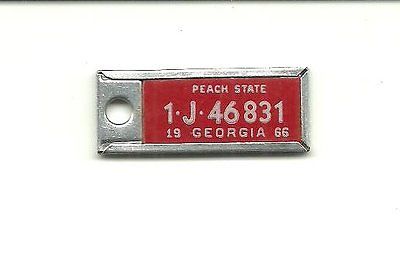 PEACH STATE
1·J·46831
19 GEORGIA 66